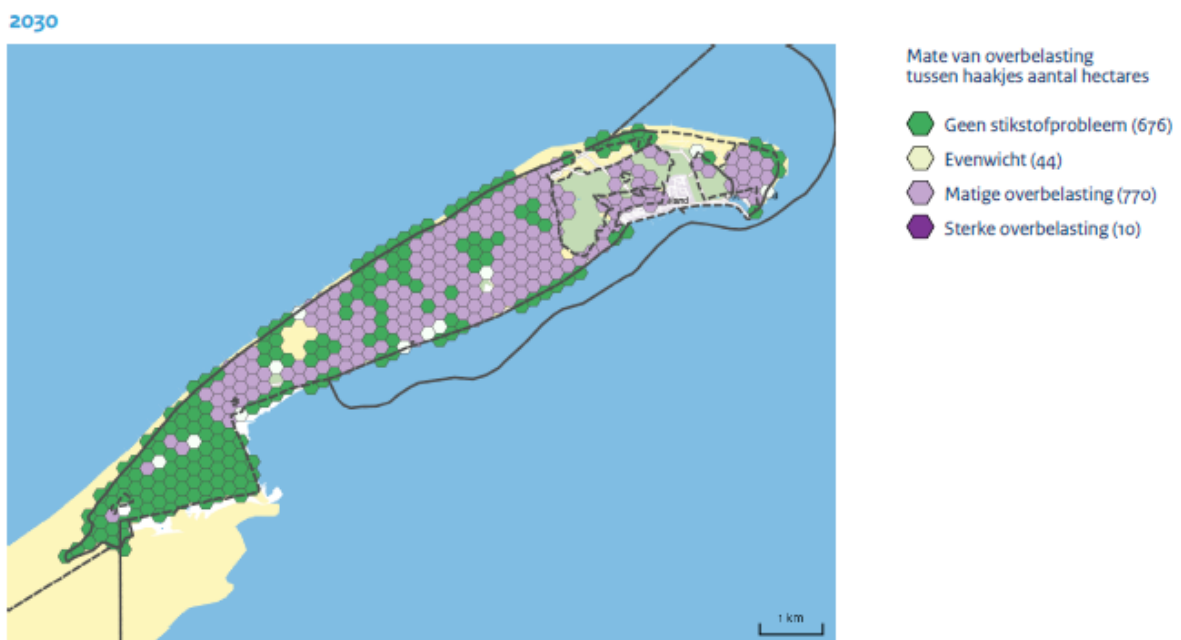 2030
Mate van overbelasting
tussen haakjes aantal hectares
Geen stikstofprobleem (676)
Evenwicht (44)
Matige overbelasting (770)
Sterke overbelasting (10)
1 km